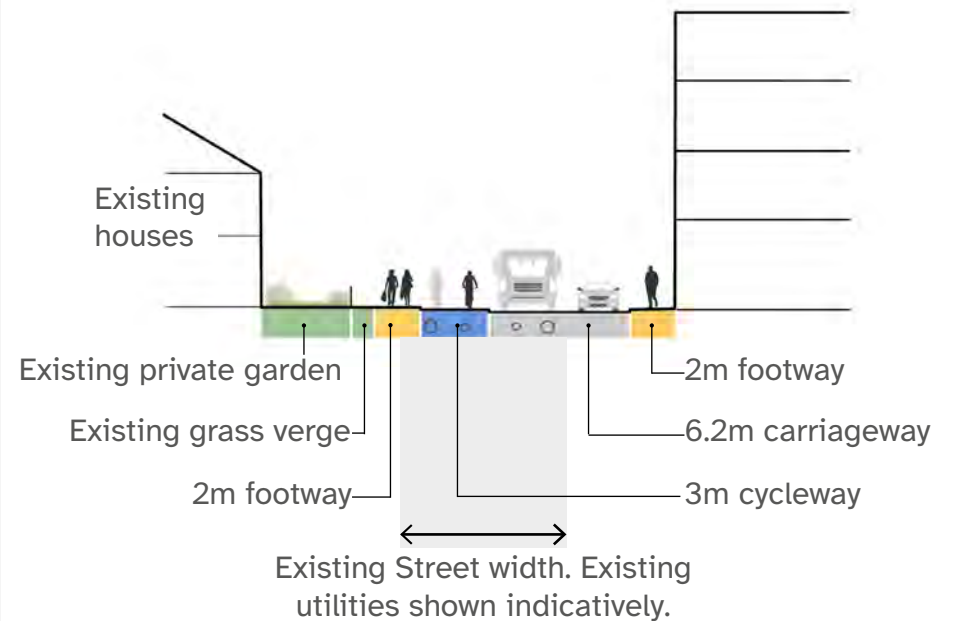 Existing
houses
Existing private garden
2m footway
Existing grass verge
6.2m carriageway
2m footway
3m cycleway
Existing Street width. Existing
utilities shown indicatively.